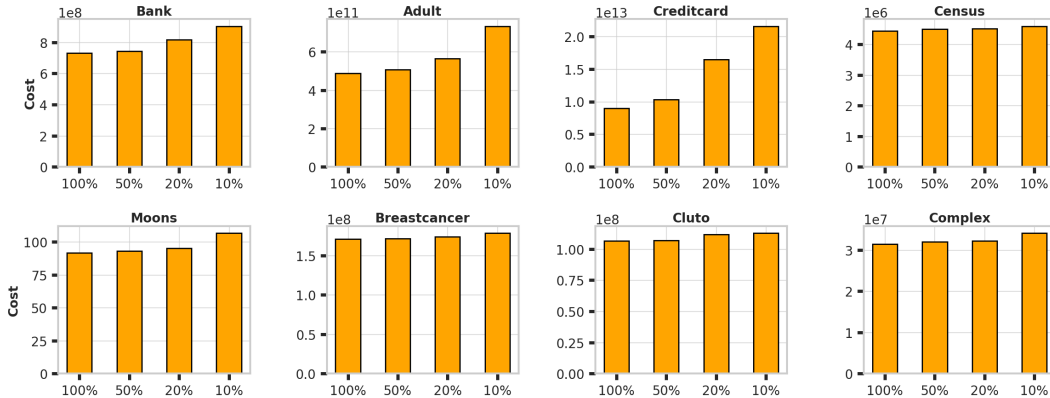 Bank
1e8
Cost
8
6
4
2
0
100% 50% 20% 10%
Adult
1e11
6
4
2
0
100% 50% 20% 10%
Creditcard
1e13
2.0
1.5
1.0
0.5
0.0
100% 50% 20% 10%
Census
1e6
4
3
2
1
0
100% 50% 20% 10%
Moons
Cost
100
75
50
25
0
100% 50% 20% 10%
Breastcancer
1e8
1.5
1.0
0.5
0.0
100% 50% 20% 10%
Cluto
1e8
1.00
0.75
0.50
0.25
0.00
100% 50% 20% 10%
Complex
1e7
3
2
1
0
100% 50% 20% 10%